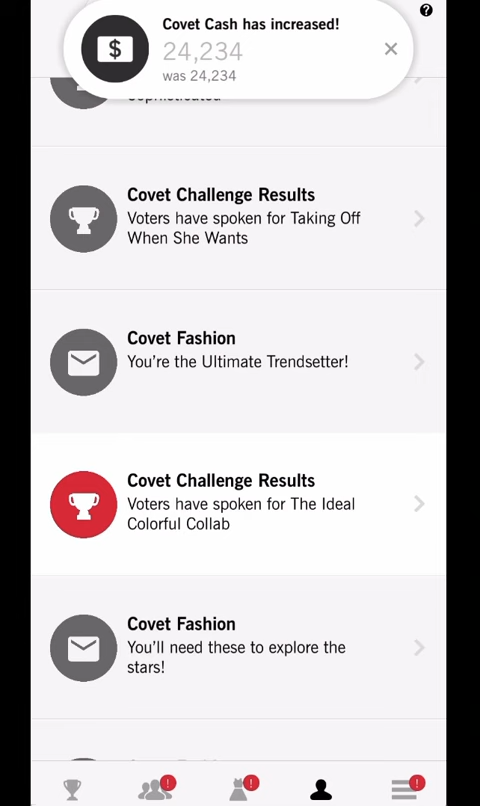 Covet Cash has increased!
24,234
was 24,234
Sophisticated
Covet Challenge Results
Voters have spoken for Taking Off
When She Wants
Covet Fashion
You're the Ultimate Trendsetter!
Covet Challenge Results
Voters have spoken for The Ideal
Colorful Collab
Covet Fashion
You'll need these to explore the
stars!